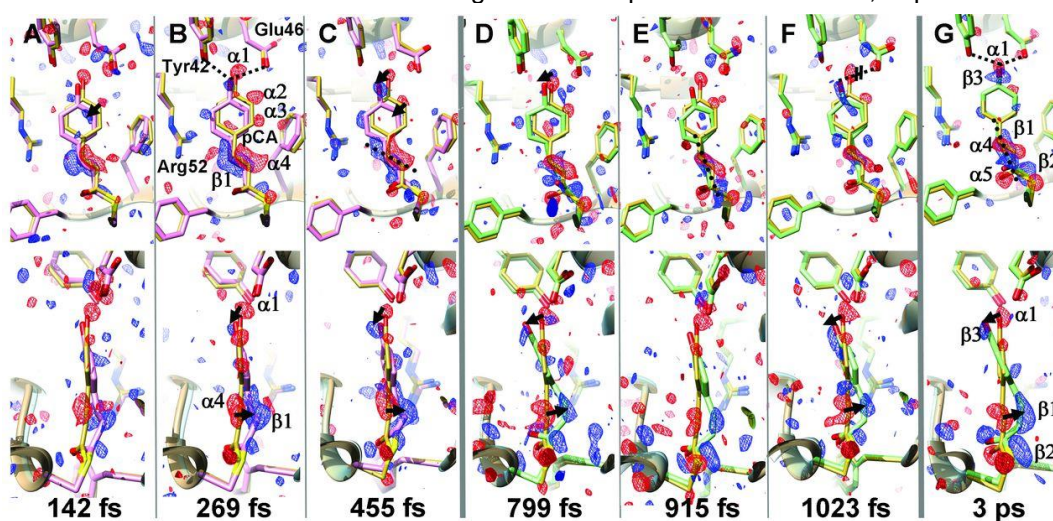 A B C D E F G
Glu46
α1 α1
Tyr42 β3
α2
α3
pCA β1
Arg52 α4 α4
β1 α5 β2
α1 α1
β3
α4
β1 β1
β2
142 fs 269 fs 455 fs 799 fs 915 fs 1023 fs 3 ps